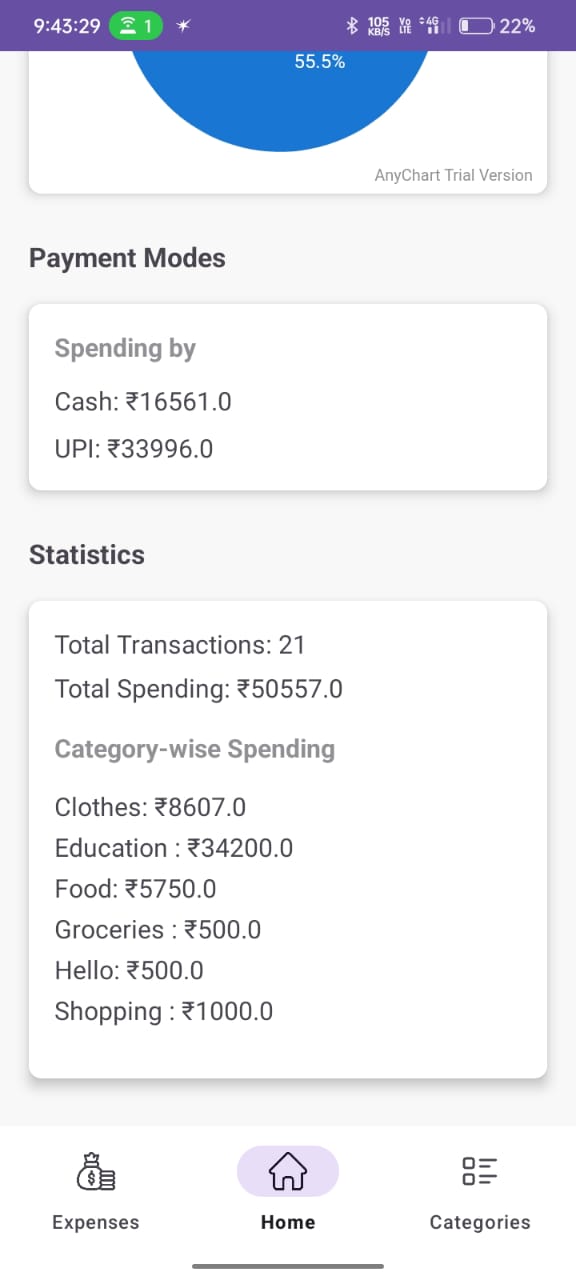 9:43:29 1 105 KB/S Vo LTE 4G 22%
55.5%
AnyChart Trial Version
Payment Modes
Spending by
Cash: ₹16561.0
UPI: ₹33996.0
Statistics
Total Transactions: 21
Total Spending: ₹50557.0
Category-wise Spending
Clothes: ₹8607.0
Education : ₹34200.0
Food: ₹5750.0
Groceries : ₹500.0
Hello: ₹500.0
Shopping : ₹1000.0
Expenses Home Categories